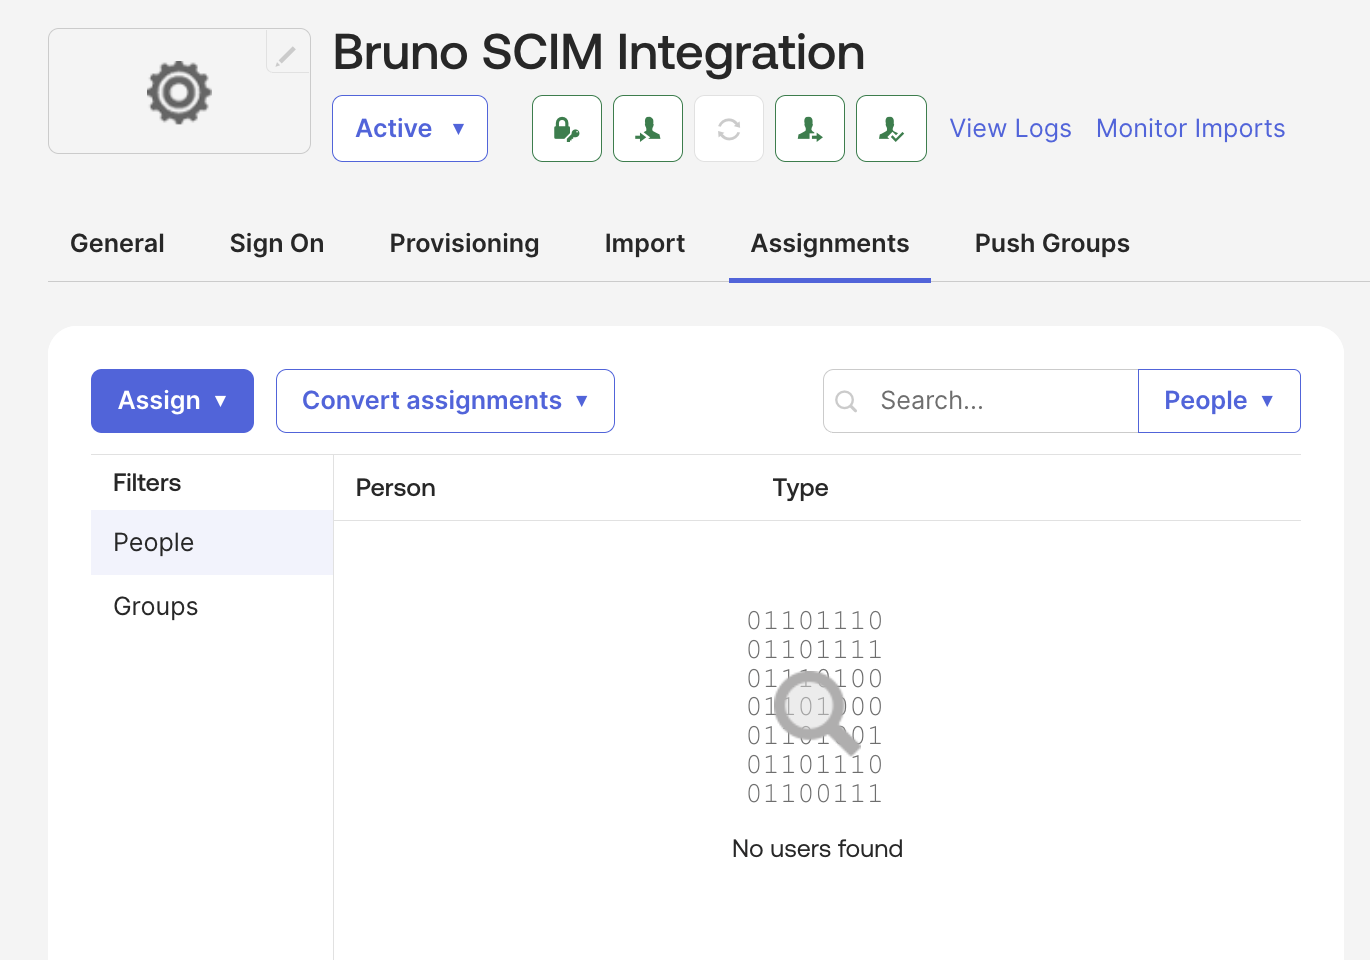 Bruno SCIM Integration
Active ▼
View Logs
Monitor Imports
General
Sign On
Provisioning
Import
Assignments
Push Groups
Assign ▼
Convert assignments ▼
Search...
People ▼
Filters
People
Groups
Person
Type
01101110
01101111
01110100
01101000
01101001
01101110
01100111
No users found